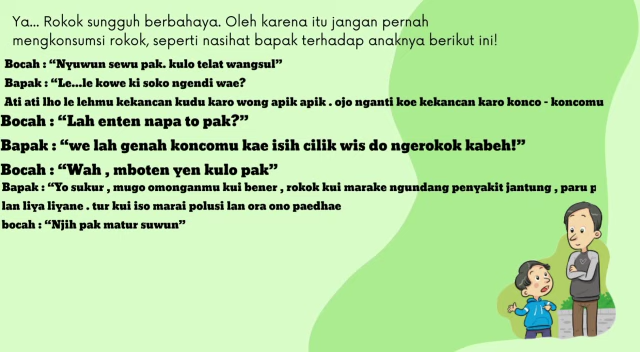 Ya... Rokok sungguh berbahaya. Oleh karena itu jangan pernah
mengkonsumsi rokok, seperti nasihat bapak terhadap anaknya berikut ini!
Bocah : “Nyuwun sewu pak. kulo telat wangsul”
Bapak : “Le...le kowe ki soko ngendi wae?
Ati ati lho le lehmu kekancan kudu karo wong apik apik . ojo nganti koe kekancan karo konco - koncomu
Bocah : “Lah enten napa to pak?”
Bapak : “we lah genah koncomu kae isih cilik wis do ngerokok kabeh!”
Bocah : “Wah , mboten yen kulo pak”
Bapak : “Yo sukur , mugo omonganmu kui bener , rokok kui marake ngundang penyakit jantung , paru
lan liya liyane . tur kui iso marai polusi lan ora ono paedhae
bocah : “Njih pak matur suwun”